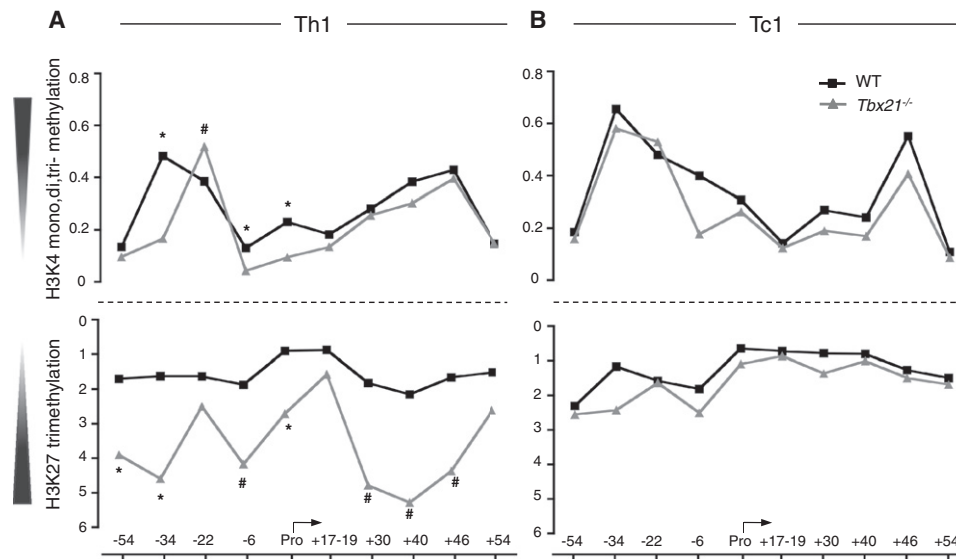 A Th1 B Tc1
H3K4 mono,di,tri- methylation
0.8
0.6
0.4
0.2
0
* # * *
0.8
0.6
0.4
0.2
0
WT
Tbx21-/-
H3K27 trimethylation
0
1
2
3
4
5
6
* * # * # # #
-54 -34 -22 -6 Pro +17-19 +30 +40 +46 +54
0
1
2
3
4
5
6
-54 -34 -22 -6 Pro +17-19 +30 +40 +46 +54